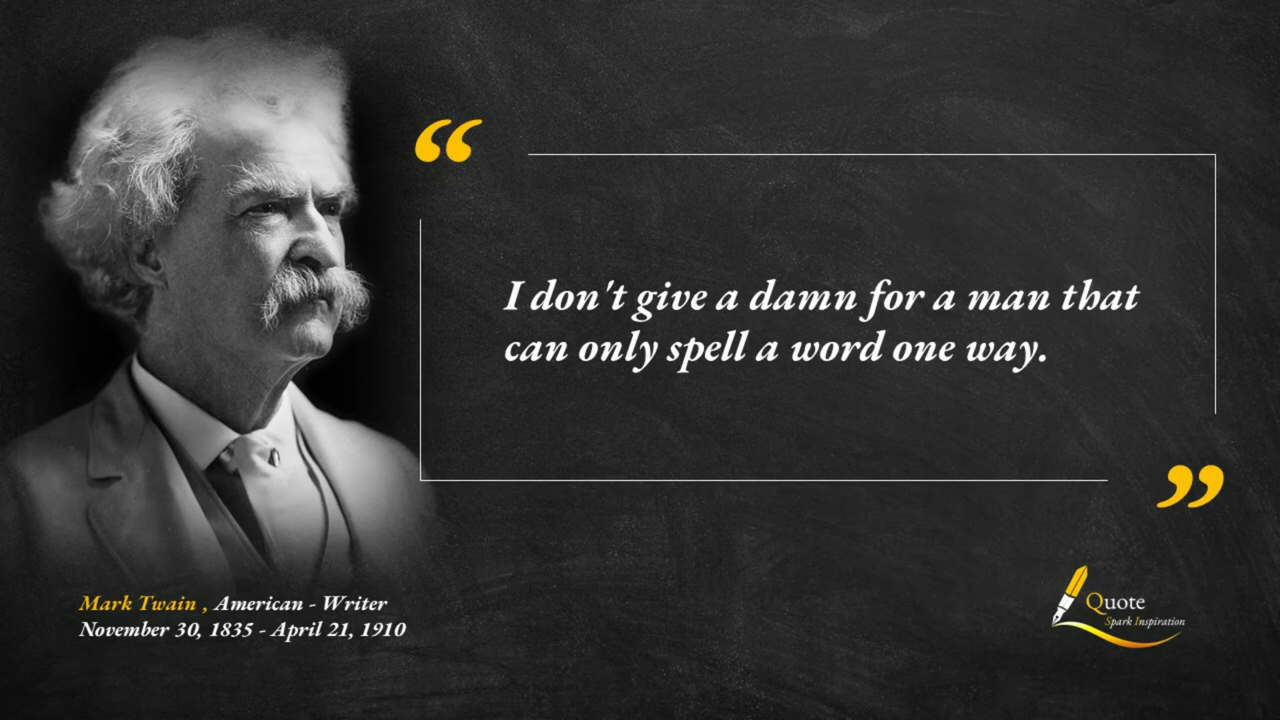 “
I don't give a damn for a man that
can only spell a word one way.
”
Mark Twain , American - Writer
November 30, 1835 - April 21, 1910
Quote
Spark Inspiration